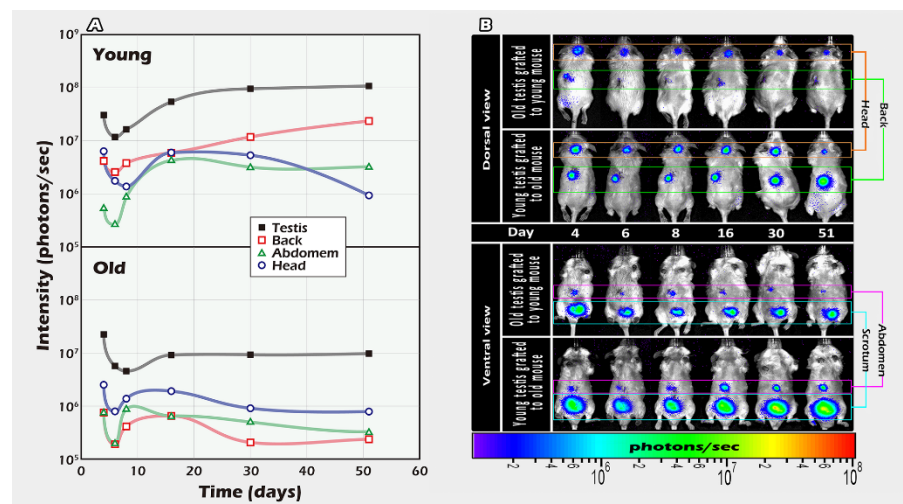 A
Young
10⁹
10⁸
10⁷
10⁶
10⁵
Testis
Back
Abdomem
Head
Old
10⁸
10⁷
10⁶
10⁵
Intensity (photons/sec)
0 10 20 30 40 50 60
Time (days)
B
Dorsal view
Old testis grafted
to young mouse
Young testis grafted
to old mouse
Head
Back
Day 4 6 8 16 30 51
Ventral view
Old testis grafted
to young mouse
Young testis grafted
to old mouse
Abdomen
Scrotum
photons/sec
2 4 6 10⁶ 2 4 6 10⁷ 2 4 6 10⁸